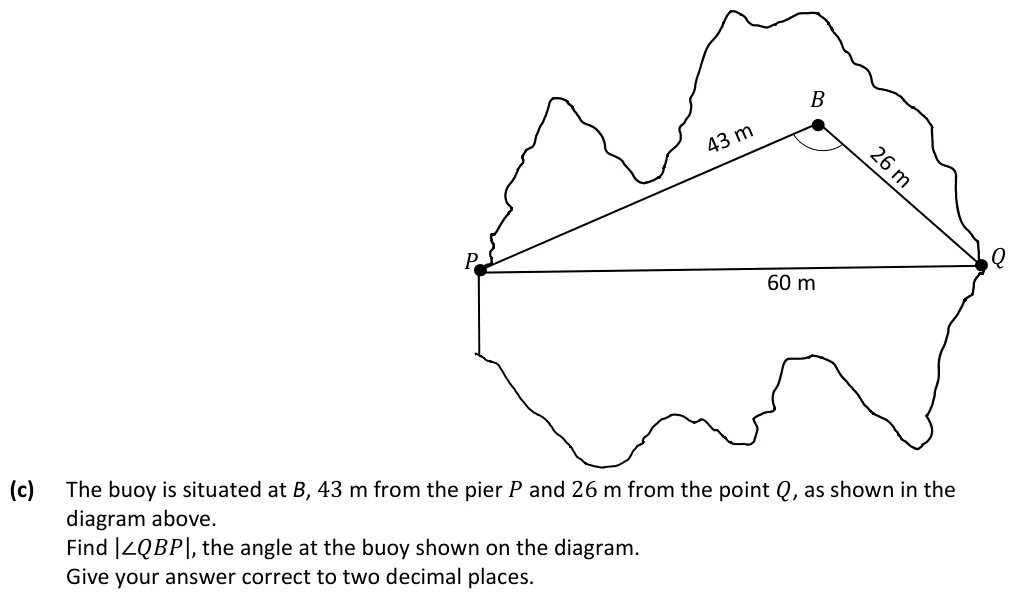 B
43 m
26 m
P
Q
60 m
(c) The buoy is situated at B, 43 m from the pier P and 26 m from the point Q, as shown in the
diagram above.
Find |∠QBP|, the angle at the buoy shown on the diagram.
Give your answer correct to two decimal places.